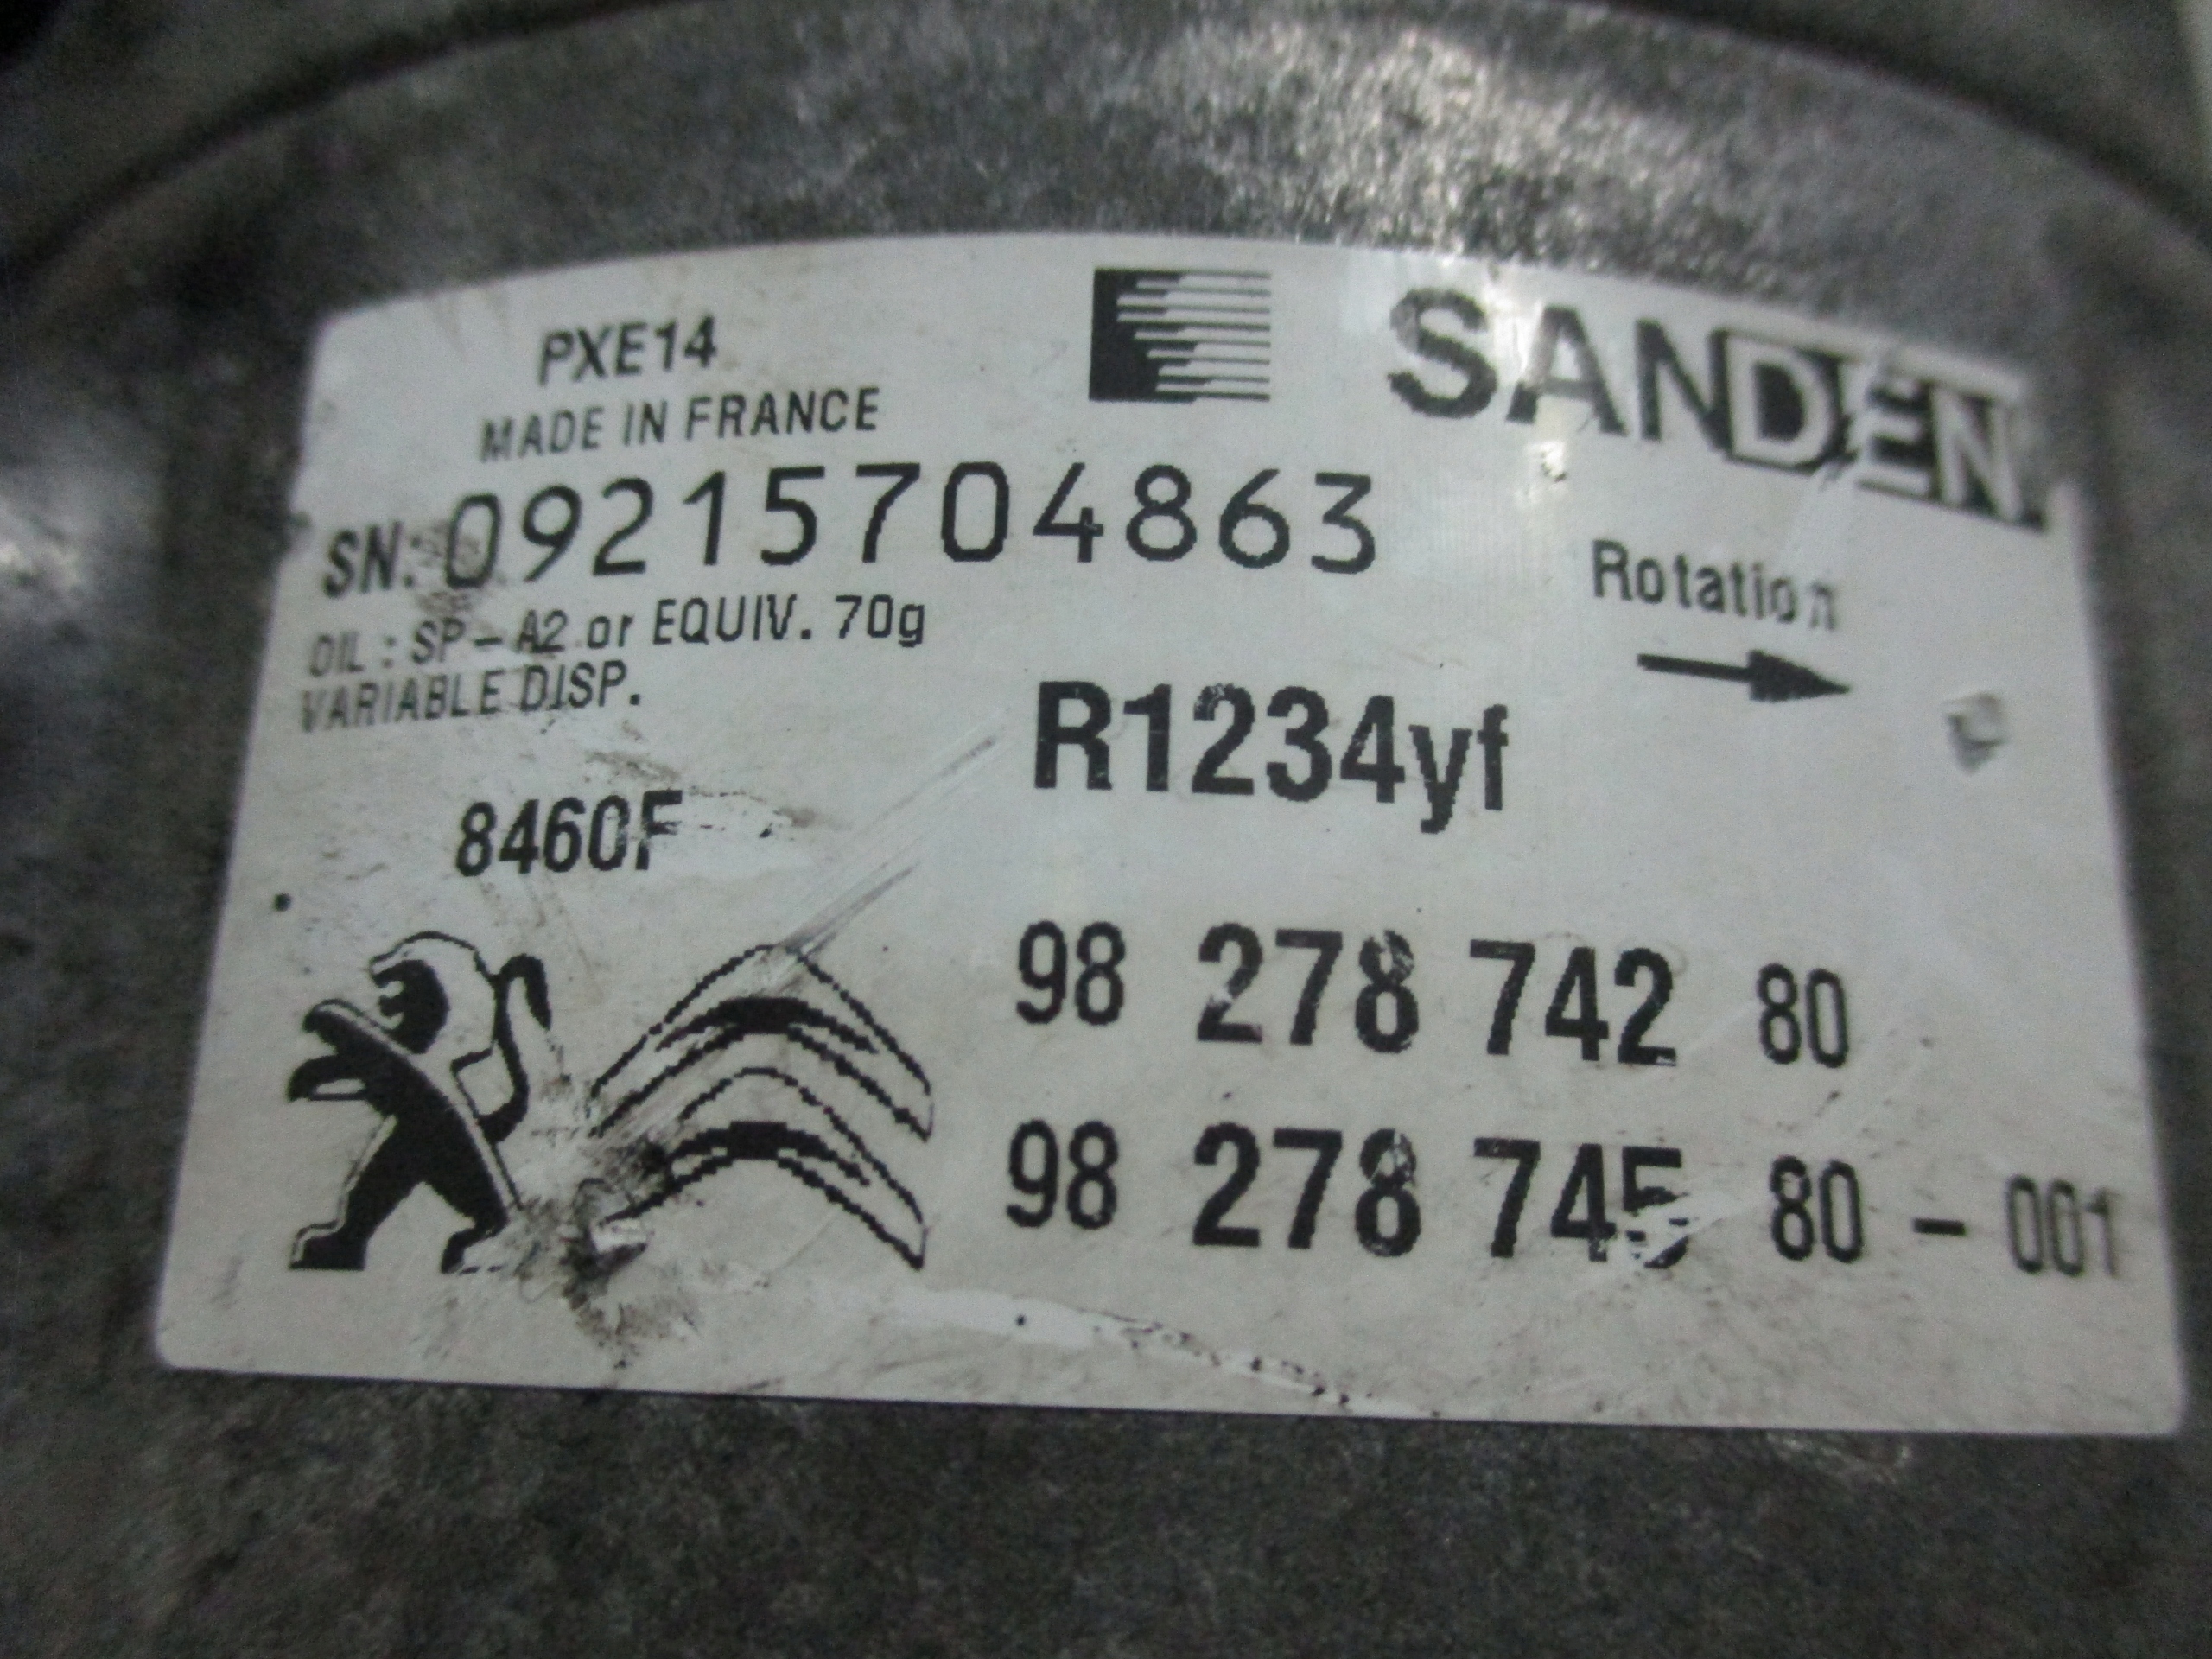 PXE14
SANDEN.
MADE IN FRANCE
SN: 09215704863
Rotation
OIL : SP - A2 or EQUIV. 70g
VARIABLE DISP.
R1234yf
8460F
98 278 742 80
98 278 745 80 - 001